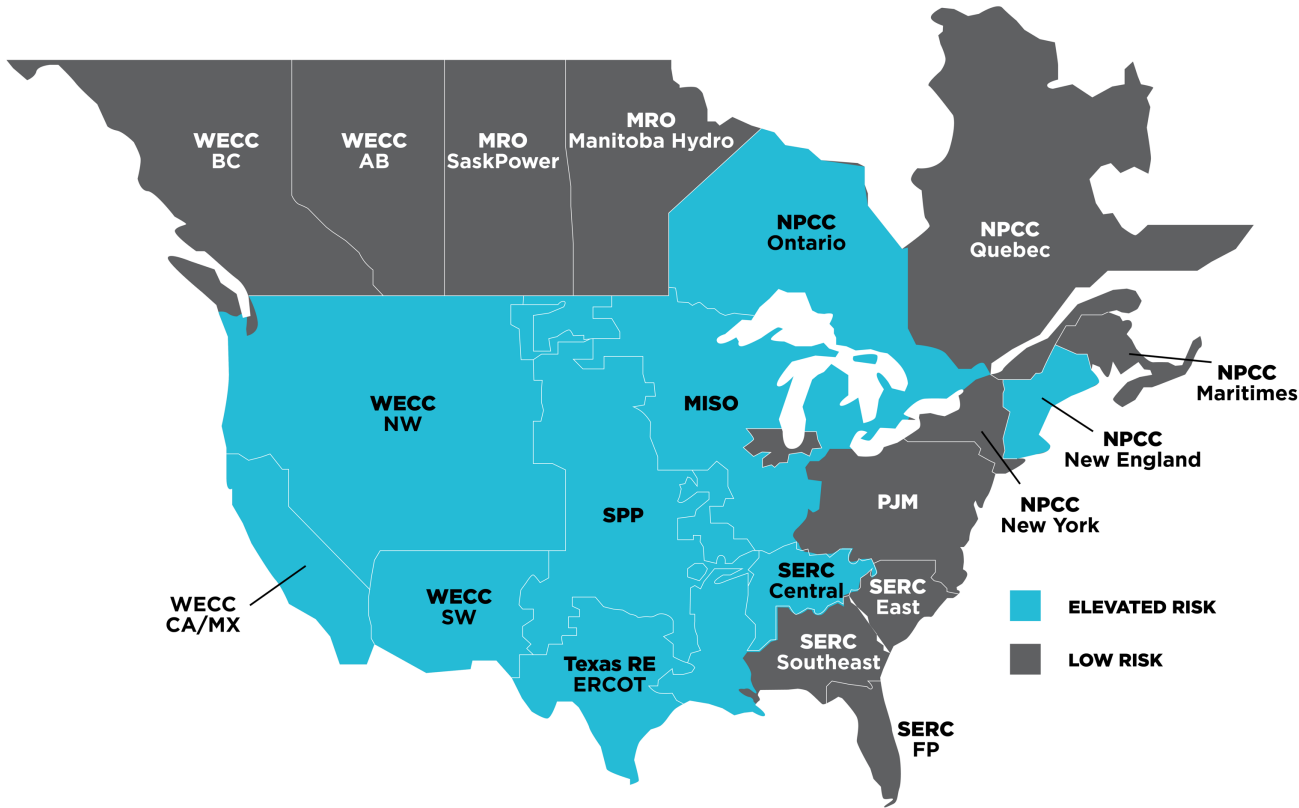 WECC
BC
WECC
AB
MRO
SaskPower
MRO
Manitoba Hydro
NPCC
Ontario
NPCC
Quebec
WECC
NW
MISO
NPCC
Maritimes
NPCC
New England
SPP
PJM
NPCC
New York
WECC
CA/MX
WECC
SW
SERC
Central
SERC
East
ELEVATED RISK
Texas RE
ERCOT
SERC
Southeast
LOW RISK
SERC
FP